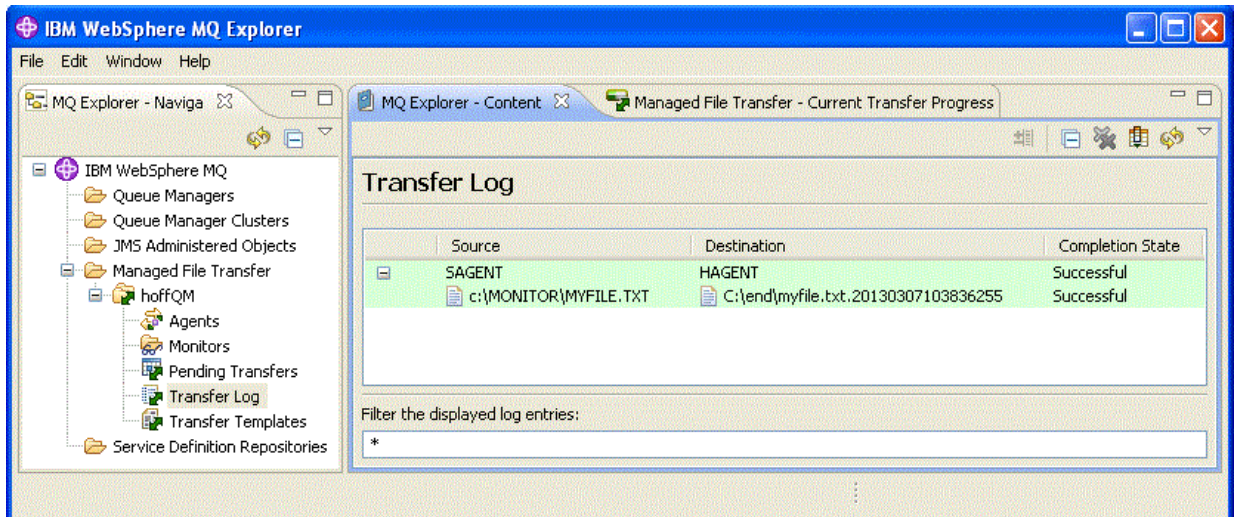 IBM WebSphere MQ Explorer
File Edit Window Help
MQ Explorer - Naviga
MQ Explorer - Content
Managed File Transfer - Current Transfer Progress
IBM WebSphere MQ
Queue Managers
Queue Manager Clusters
JMS Administered Objects
Managed File Transfer
hoffQM
Agents
Monitors
Pending Transfers
Transfer Log
Transfer Templates
Service Definition Repositories
Transfer Log
Source Destination Completion State
SAGENT HAGENT Successful
c:\MONITOR\MYFILE.TXT C:\end\myfile.txt.20130307103836255 Successful
Filter the displayed log entries:
*